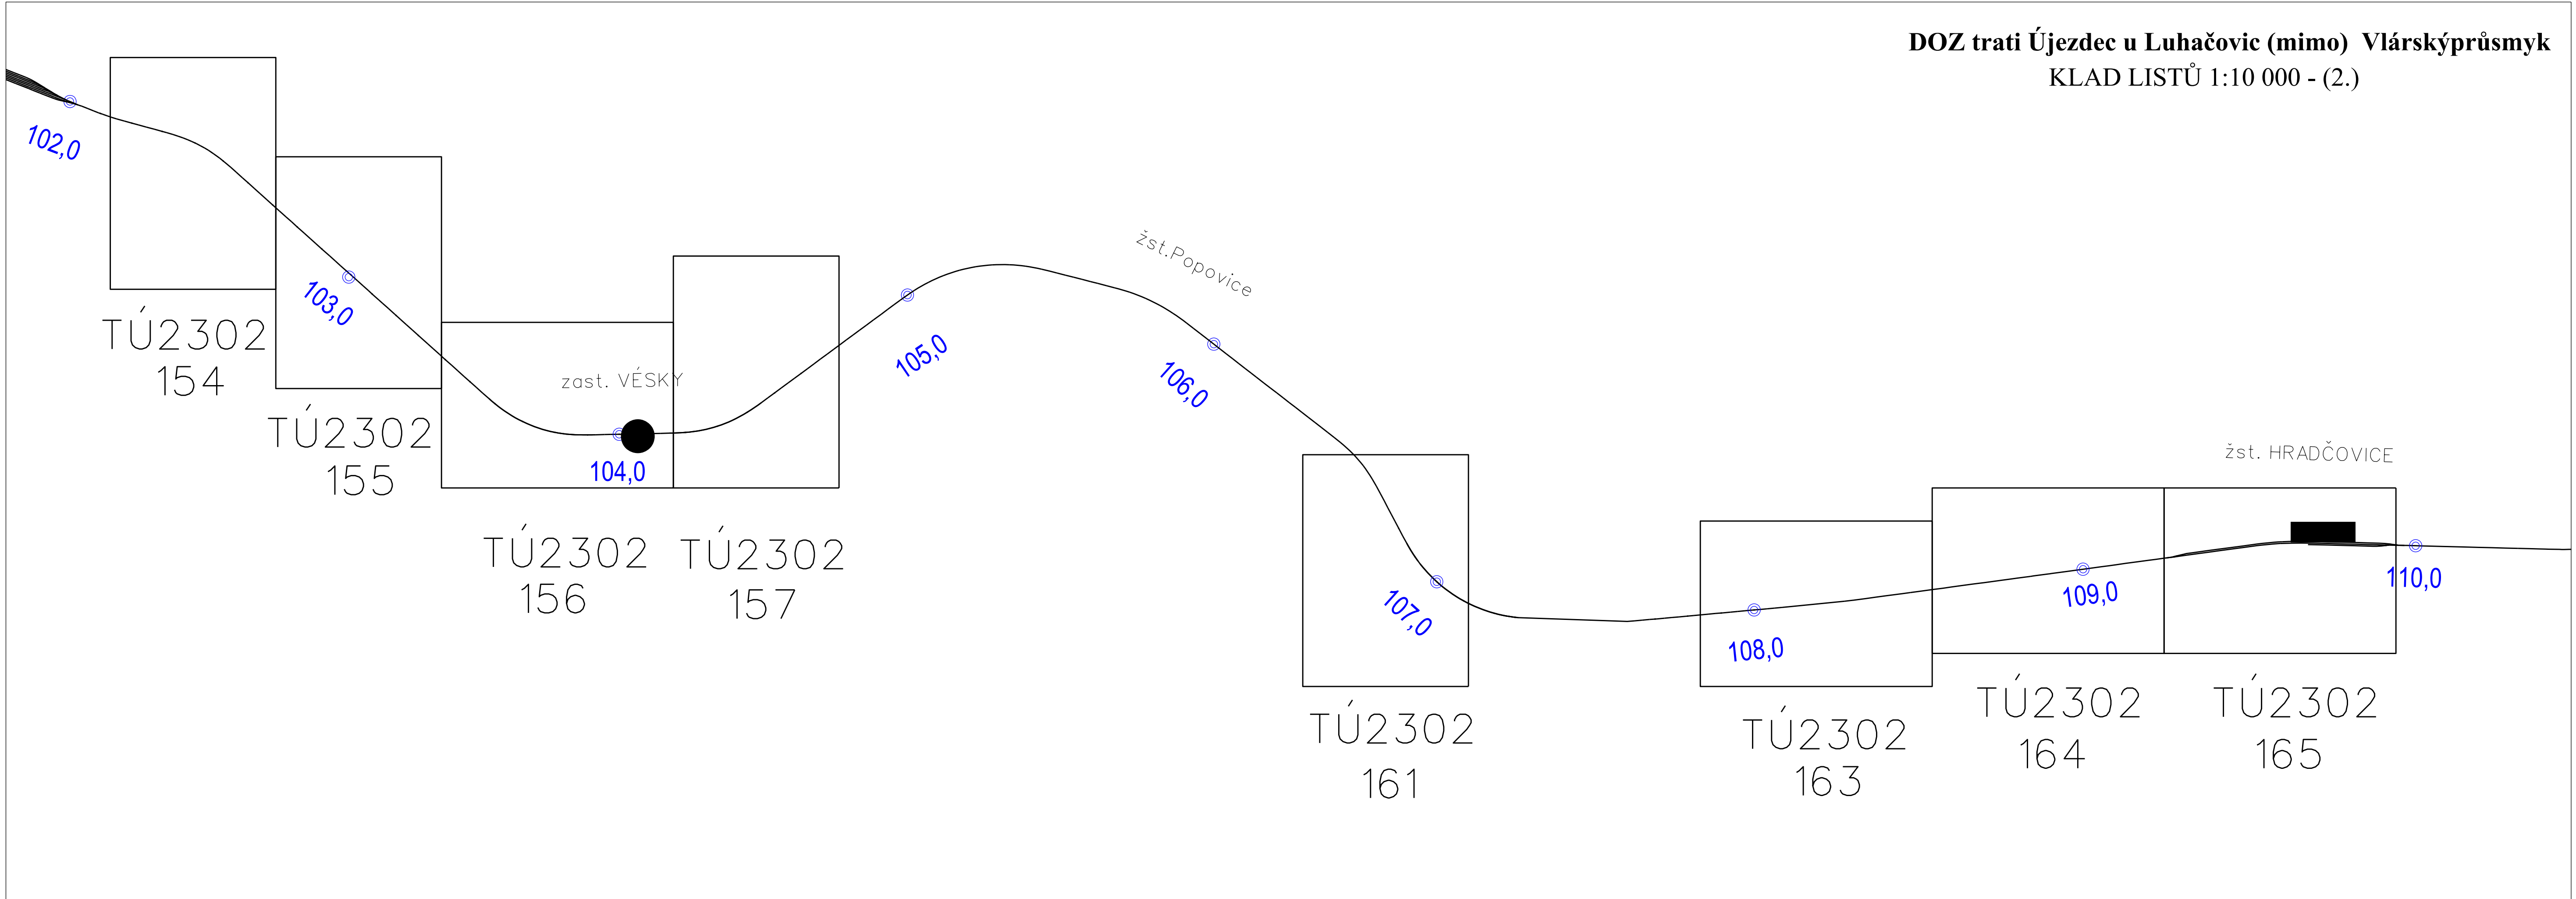 DOZ trati Újezdec u Luhačovic (mimo) Vlárskýprůsmyk
KLAD LISTŮ 1:10 000 - (2.)
102,0
TÚ2302
154
103,0
TÚ2302
155
zast. VÉSKY
104,0
TÚ2302
156
TÚ2302
157
105,0
žst.Popovice
106,0
107,0
TÚ2302
161
108,0
TÚ2302
163
109,0
TÚ2302
164
žst. HRADČOVICE
110,0
TÚ2302
165